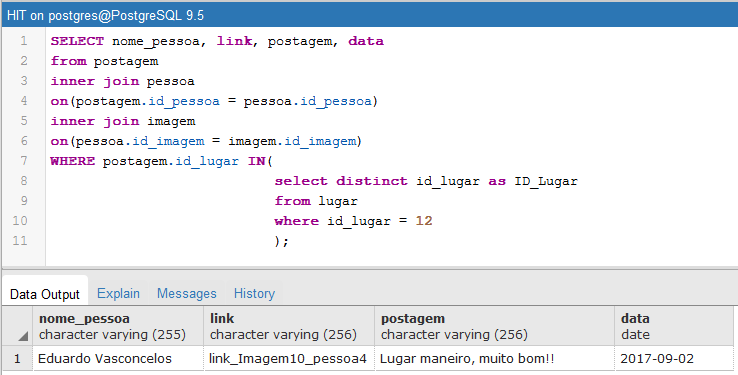 HIT on postgres@PostgreSQL 9.5
1 SELECT nome_pessoa, link, postagem, data
2 from postagem
3 inner join pessoa
4 on(postagem.id_pessoa = pessoa.id_pessoa)
5 inner join imagem
6 on(pessoa.id_imagem = imagem.id_imagem)
7 WHERE postagem.id_lugar IN(
8 select distinct id_lugar as ID_Lugar
9 from lugar
10 where id_lugar = 12
11 );
Data Output Explain Messages History
nome_pessoa link postagem data
character varying (255) character varying (256) character varying (256) date
1 Eduardo Vasconcelos link_Imagem10_pessoa4 Lugar maneiro, muito bom!! 2017-09-02